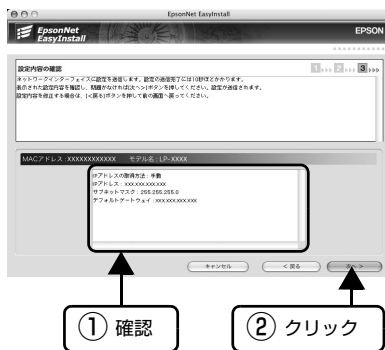 EpsonNet EasyInstall
EpsonNet
EasyInstall
EPSON
設定内容の確認
1 2 3
ネットワークインターフェイスに設定を送信します。設定の送信完了には10秒ほどかかります。
表示された設定内容を確認し、問題がなければ[次へ>]ボタンを押してください。設定が送信されます。
設定内容を修正する場合は、[<戻る]ボタンを押して前の画面へ戻ってください。
MACアドレス :XXXXXXXXXXXX モデル名 : LP-XXXX
IPアドレスの取得方法 : 手動
IPアドレス : xxx.xxx.xxx.xxx
サブネットマスク : 255.255.255.0
デフォルトゲートウェイ : xxx.xxx.xxx.xxx
キャンセル < 戻る 次へ >
① 確認
② クリック